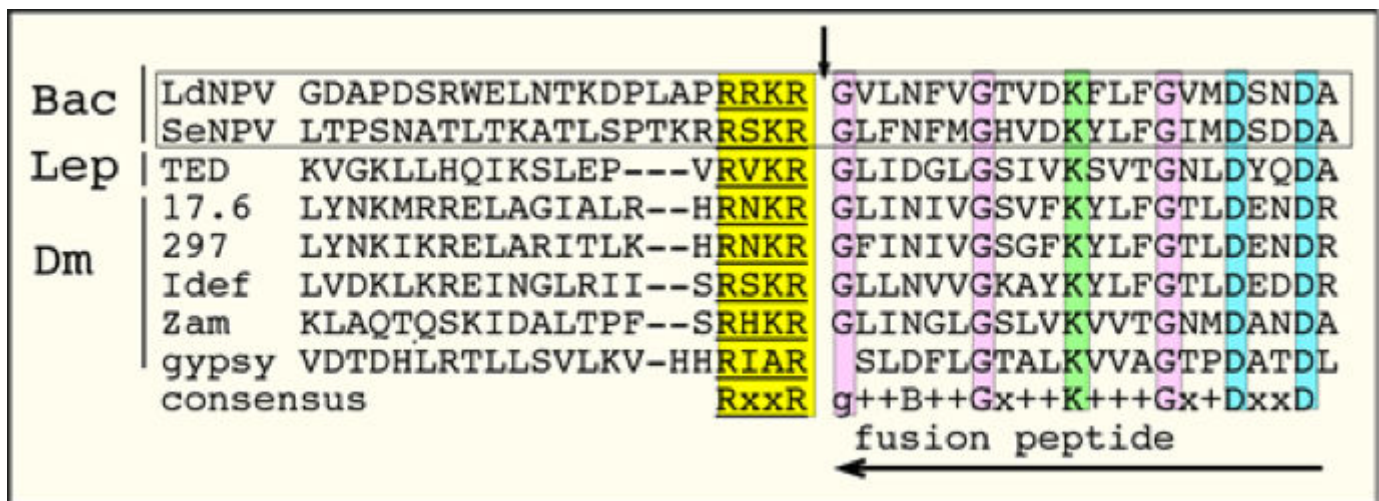 Bac
LdNPV GDAPDSRWELNTKDPLAPRRKR GVLNFVGTVDKFLFGVMDSNDA
SeNPV LTPSNATLTKATLSPTKRRSKR GLFNFMGHVDKYLFGIMDSDDA
Lep
TED KVGKLLHQIKSLEP---VRVKR GLIDGLGSIVKSVTGNLDYQDA
Dm
17.6 LYNKMRRELAGIALR--HRNKR GLINIVGSVFKYLFGTLDENDR
297 LYNKIKRELARITLK--HRNKR GFINIVGSGFKYLFGTLDENDR
Idef LVDKLKREINGLRII--SRSKR GLLNVVGKAYKYLFGTLDEDDR
Zam KLAQTQSKIDALTPF--SRHKR GLINGLGSLVKVVTGNMDANDA
gypsy VDTDHLRTLLSVLKV-HHRIAR SLDFLGTALKVVAGTPDATDL
consensus RxxR g++B++Gx++K+++Gx+DxxD
fusion peptide